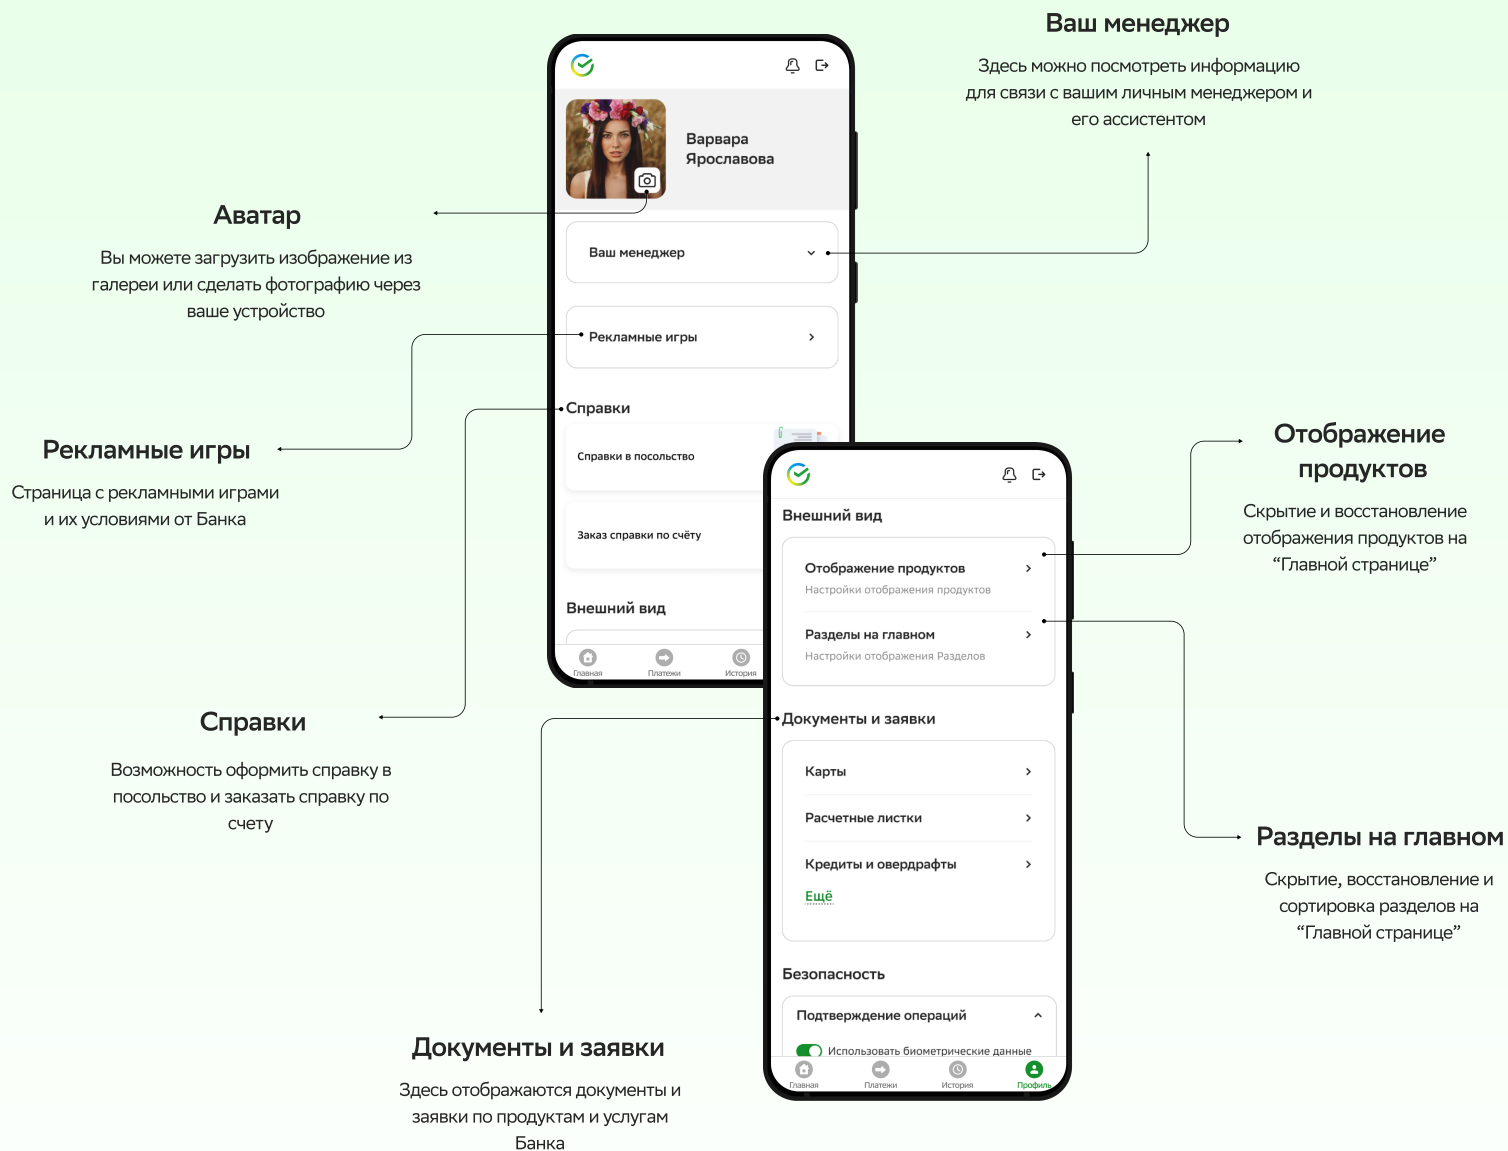 Ваш менеджер
Здесь можно посмотреть информацию
для связи с вашим личным менеджером и
его ассистентом
Аватар
Вы можете загрузить изображение из
галереи или сделать фотографию через
ваше устройство
Рекламные игры
Страница с рекламными играми
и их условиями от Банка
Справки
Возможность оформить справку в
посольство и заказать справку по
счету
Документы и заявки
Здесь отображаются документы и
заявки по продуктам и услугам
Банка
Варвара
Ярославова
Ваш менеджер
Рекламные игры
Справки
Справки в посольство
Заказ справки по счёту
Внешний вид
Главная
Платежи
История
Внешний вид
Отображение продуктов
Настройки отображения продуктов
Разделы на главном
Настройки отображения Разделов
Документы и заявки
Карты
Расчетные листки
Кредиты и овердрафты
Ещё
Безопасность
Подтверждение операций
Использовать биометрические данные
Главная
Платежи
История
Профиль
Отображение
продуктов
Скрытие и восстановление
отображения продуктов на
“Главной странице”
Разделы на главном
Скрытие, восстановление и
сортировка разделов на
“Главной странице”